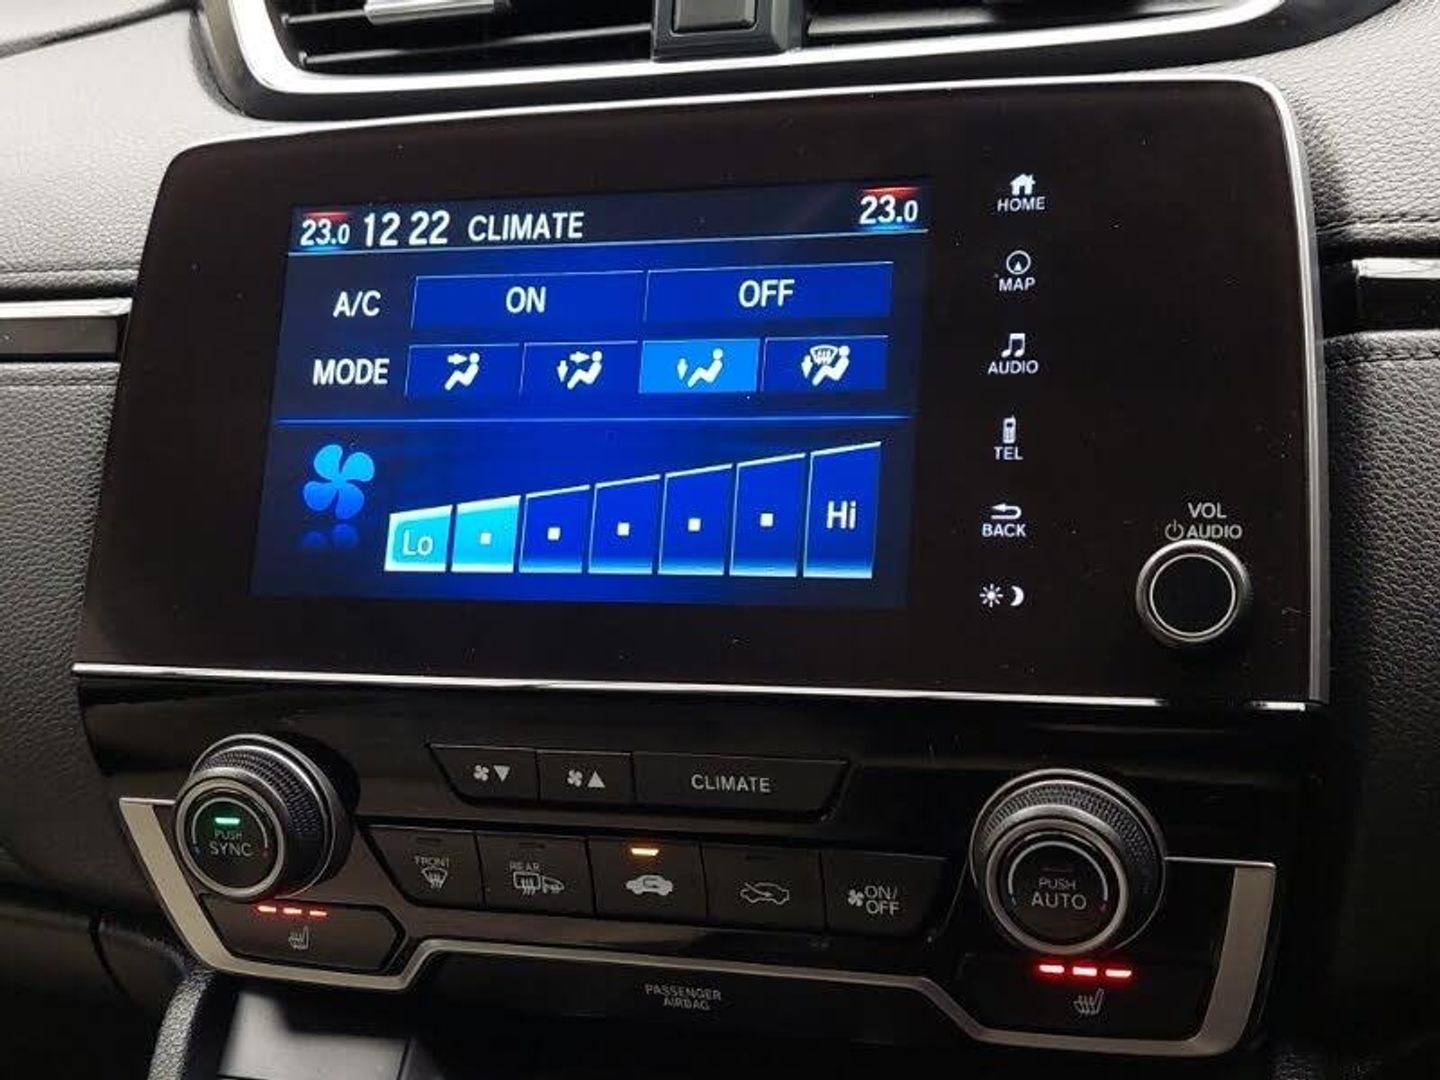 23.0 12 22 CLIMATE 23.0
A/C ON OFF
MODE
Lo Hi
HOME
MAP
AUDIO
TEL
BACK
VOL
AUDIO
CLIMATE
PUSH
SYNC
FRONT
REAR
ON/
OFF
PUSH
AUTO
PASSENGER
AIRBAG